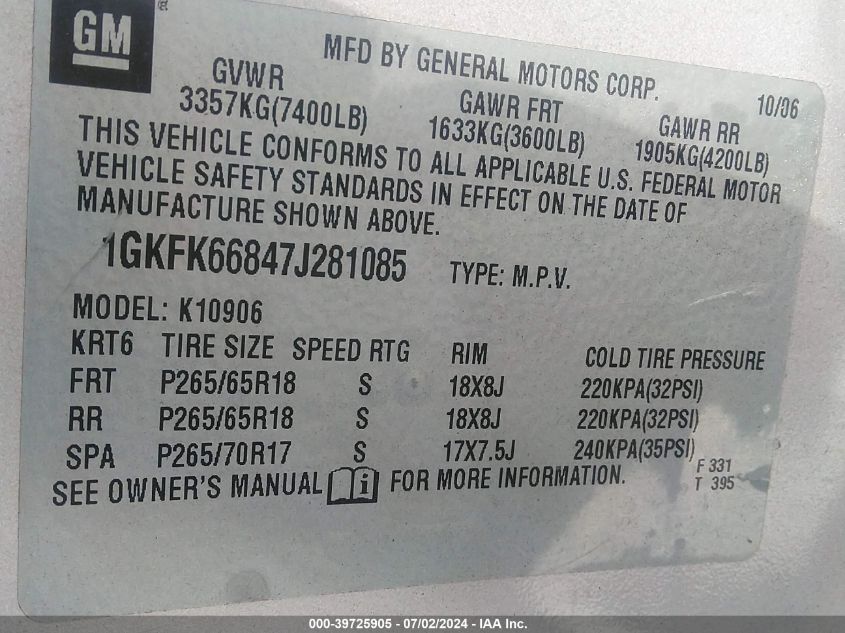 GM
MFD BY GENERAL MOTORS CORP.
10/06
GVWR
3357KG(7400LB)
GAWR FRT
1633KG(3600LB)
GAWR RR
1905KG(4200LB)
THIS VEHICLE CONFORMS TO ALL APPLICABLE U.S. FEDERAL MOTOR
VEHICLE SAFETY STANDARDS IN EFFECT ON THE DATE OF
MANUFACTURE SHOWN ABOVE.
1GKFK66847J281085 TYPE: M.P.V.
MODEL: K10906
KRT6 TIRE SIZE SPEED RTG RIM COLD TIRE PRESSURE
FRT P265/65R18 S 18X8J 220KPA(32PSI)
RR P265/65R18 S 18X8J 220KPA(32PSI)
SPA P265/70R17 S 17X7.5J 240KPA(35PSI)
SEE OWNER'S MANUAL i FOR MORE INFORMATION.
F 331
T 395
000-39725905 - 07/02/2024 - IAA Inc.